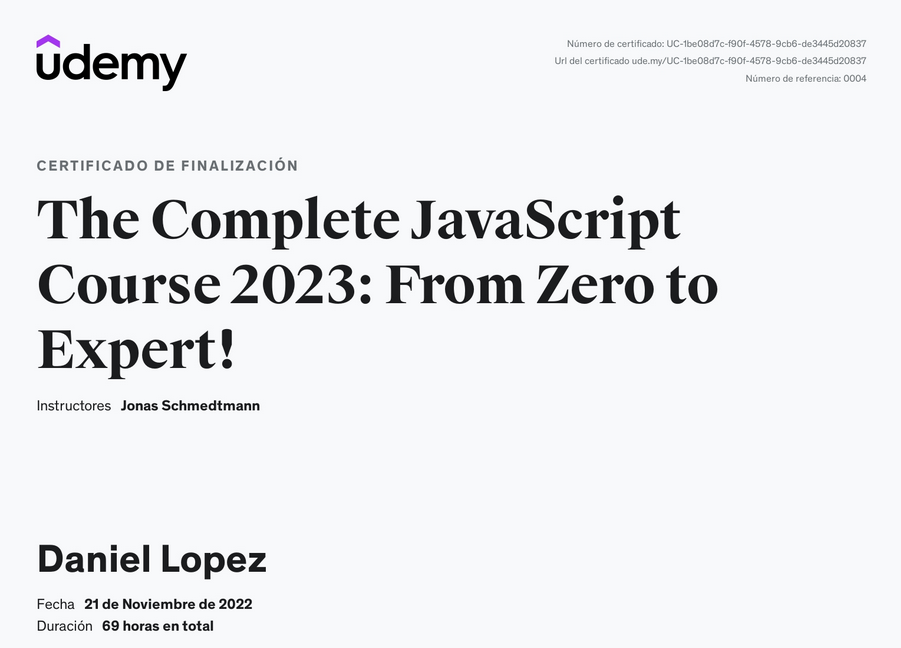 udemy
Número de certificado: UC-1be08d7c-f90f-4578-9cb6-de3445d20837
Url del certificado ude.my/UC-1be08d7c-f90f-4578-9cb6-de3445d20837
Número de referencia: 0004
CERTIFICADO DE FINALIZACIÓN
The Complete JavaScript
Course 2023: From Zero to
Expert!
Instructores Jonas Schmedtmann
Daniel Lopez
Fecha 21 de Noviembre de 2022
Duración 69 horas en total